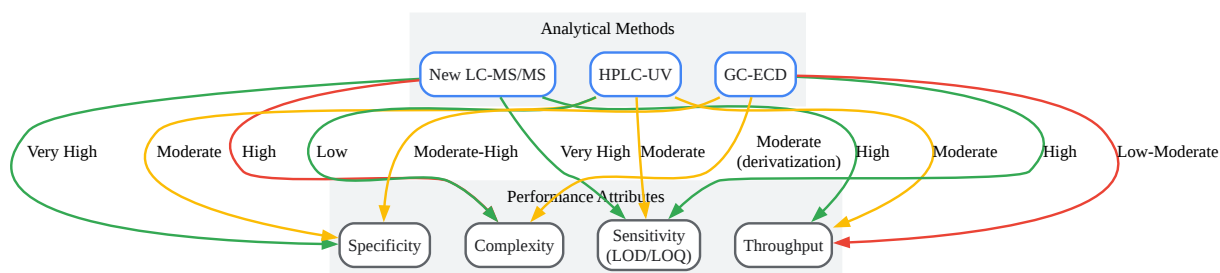 Analytical Methods
New LC-MS/MS
HPLC-UV
GC-ECD
Very High
Moderate
High
Low
Moderate-High
Very High
Moderate
Moderate
(derivatization)
High
Moderate
High
Low-Moderate
Performance Attributes
Specificity
Complexity
Sensitivity
(LOD/LOQ)
Throughput